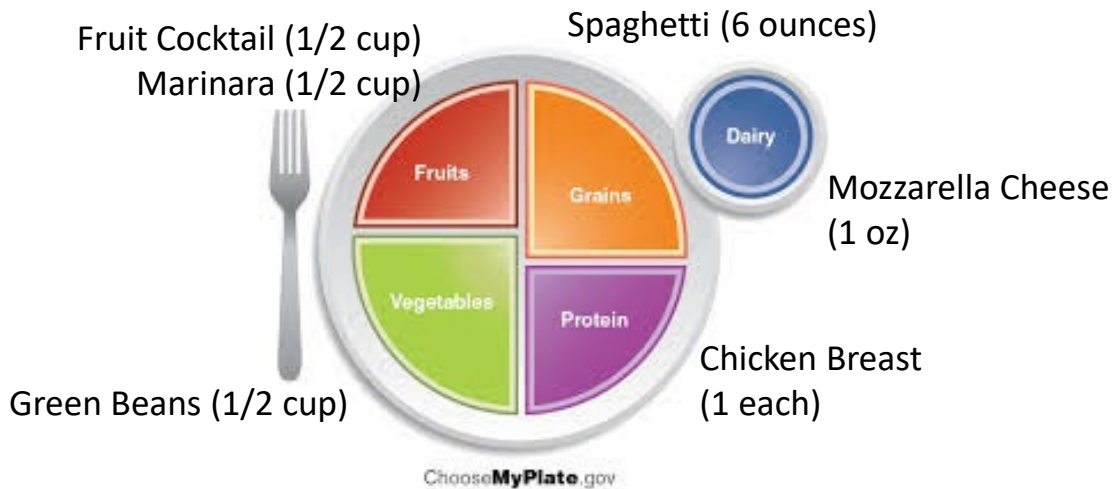 Spaghetti (6 ounces)
Fruit Cocktail (1/2 cup)
Marinara (1/2 cup)
Fruits
Grains
Dairy
Mozzarella Cheese
(1 oz)
Vegetables
Protein
Chicken Breast
(1 each)
Green Beans (1/2 cup)
ChooseMyPlate.gov